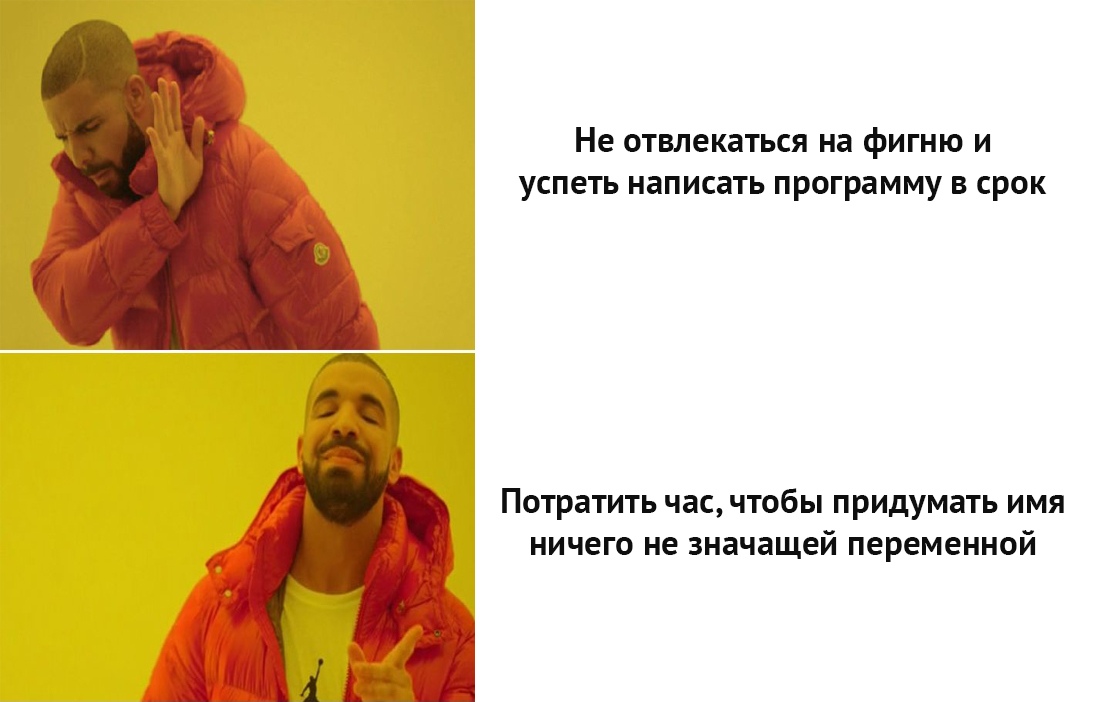 Не отвлекаться на фигню и
успеть написать программу в срок
Потратить час, чтобы придумать имя
ничего не значащей переменной